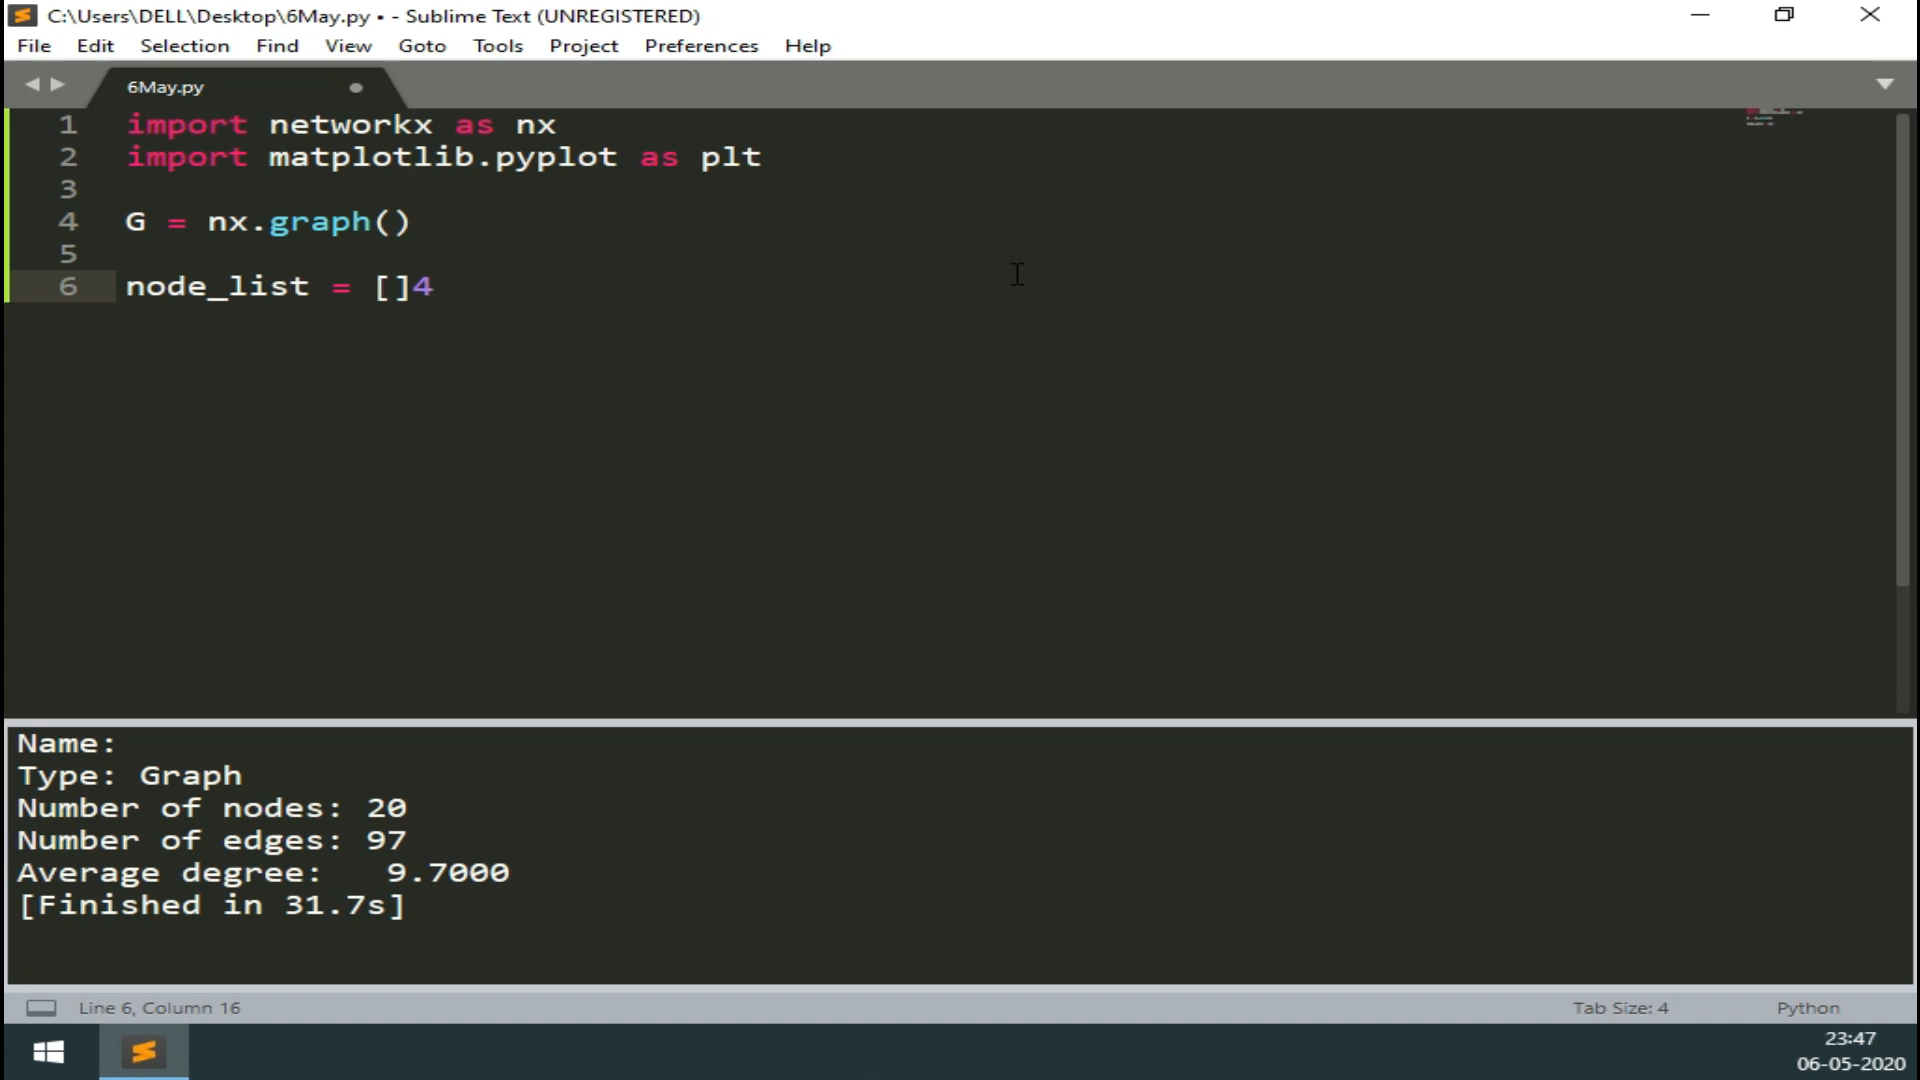 C:\Users\DELL\Desktop\6May.py • - Sublime Text (UNREGISTERED)
File Edit Selection Find View Goto Tools Project Preferences Help
6May.py
1 import networkx as nx
2 import matplotlib.pyplot as plt
3
4 G = nx.graph()
5
6 node_list = []4
Name:
Type: Graph
Number of nodes: 20
Number of edges: 97
Average degree:   9.7000
[Finished in 31.7s]
Line 6, Column 16
Tab Size: 4
Python
23:47
06-05-2020